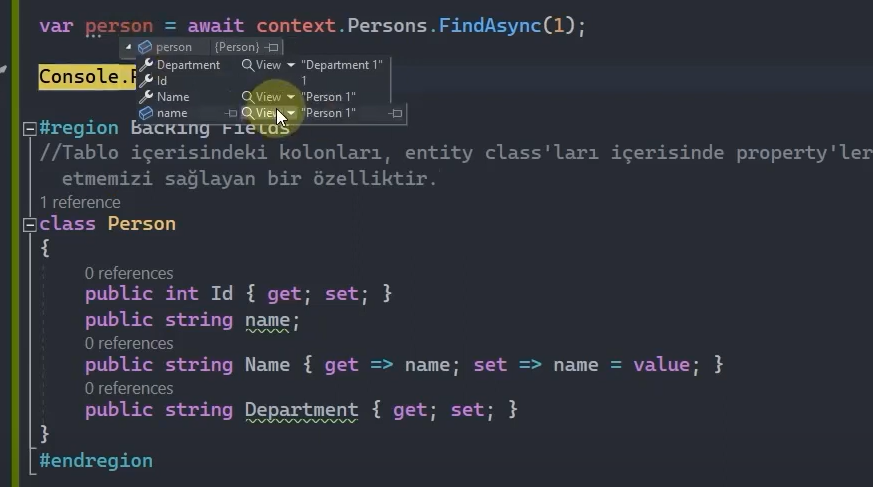 var person = await context.Persons.FindAsync(1);
person {Person}
Department View "Department 1"
Console.
Id 1
Name View "Person 1"
name View "Person 1"
#region Backing Fields
//Tablo içerisindeki kolonları, entity class'ları içerisinde property'ler
etmemizi sağlayan bir özelliktir.
1 reference
class Person
{
0 references
public int Id { get; set; }
public string name;
0 references
public string Name { get => name; set => name = value; }
0 references
public string Department { get; set; }
}
#endregion